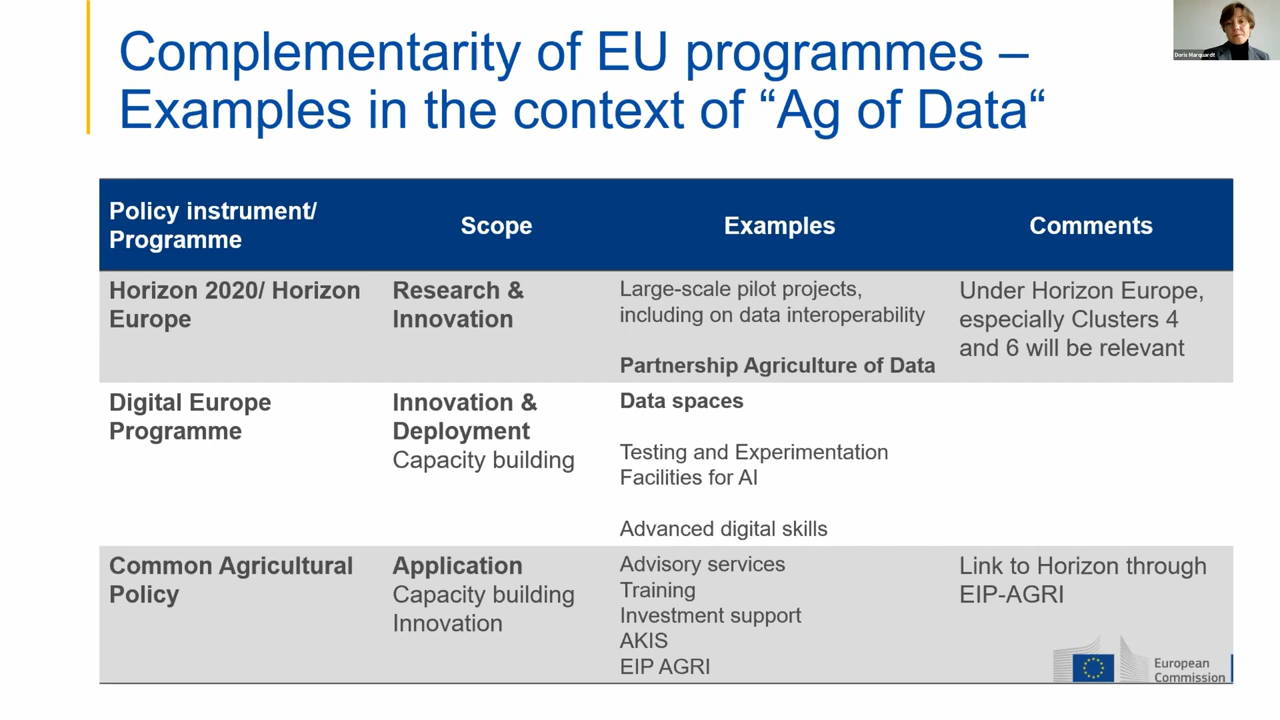 Complementarity of EU programmes –
Examples in the context of “Ag of Data“
Doris Marquardt
Policy instrument/
Programme
Scope
Examples
Comments
Horizon 2020/ Horizon
Europe
Research &
Innovation
Large-scale pilot projects,
including on data interoperability
Partnership Agriculture of Data
Under Horizon Europe,
especially Clusters 4
and 6 will be relevant
Digital Europe
Programme
Innovation &
Deployment
Capacity building
Data spaces
Testing and Experimentation
Facilities for AI
Advanced digital skills
Common Agricultural
Policy
Application
Capacity building
Innovation
Advisory services
Training
Investment support
AKIS
EIP AGRI
Link to Horizon through
EIP-AGRI
European
Commission